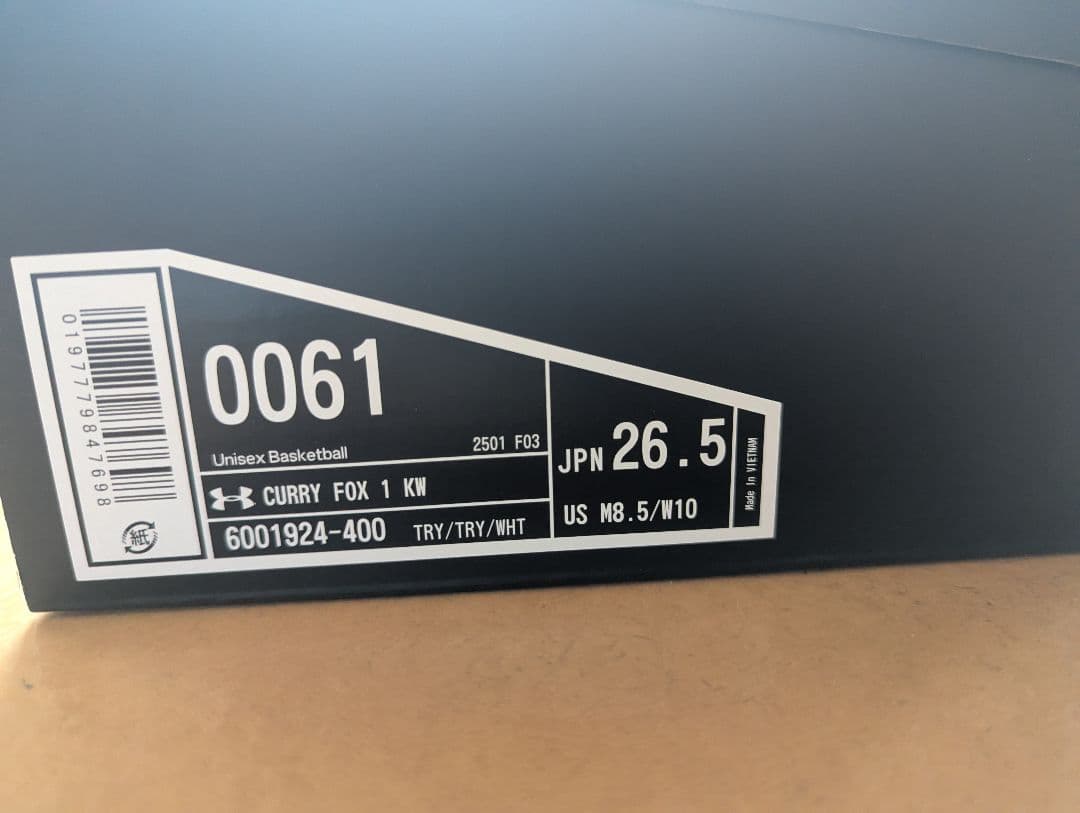 0197779847698
紙
0061
Unisex Basketball
2501 F03
CURRY FOX 1 KW
6001924-400 TRY/TRY/WHT
JPN 26.5
US M8.5/W10
Made In VIETNAM